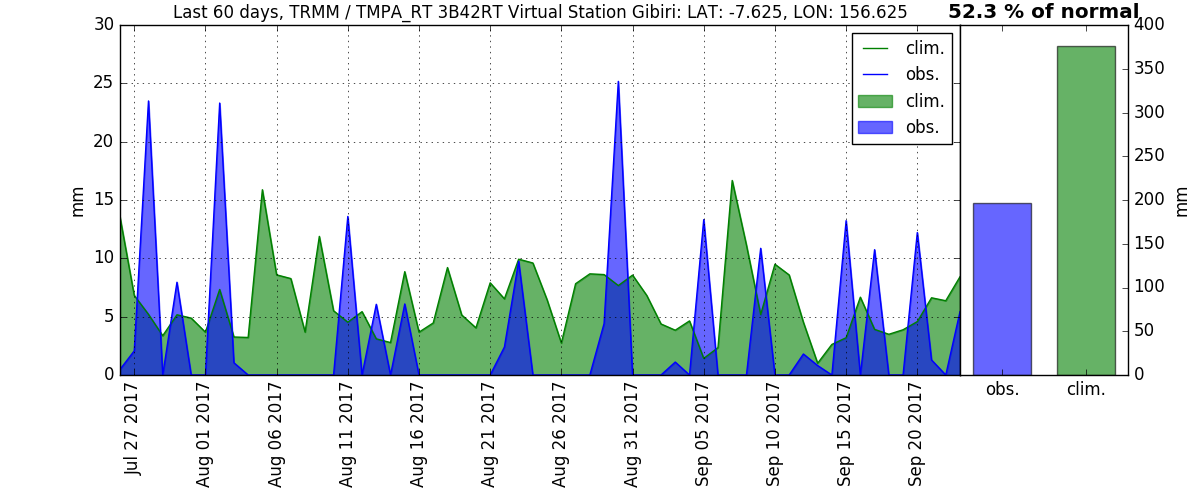 Last 60 days, TRMM / TMPA_RT 3B42RT Virtual Station Gibiri: LAT: -7.625, LON: 156.625
52.3 % of normal
30
25
20
15
10
5
0
mm
clim.
obs.
clim.
obs.
Jul 27 2017
Aug 01 2017
Aug 06 2017
Aug 11 2017
Aug 16 2017
Aug 21 2017
Aug 26 2017
Aug 31 2017
Sep 05 2017
Sep 10 2017
Sep 15 2017
Sep 20 2017
400
350
300
250
200
150
100
50
0
mm
obs.
clim.